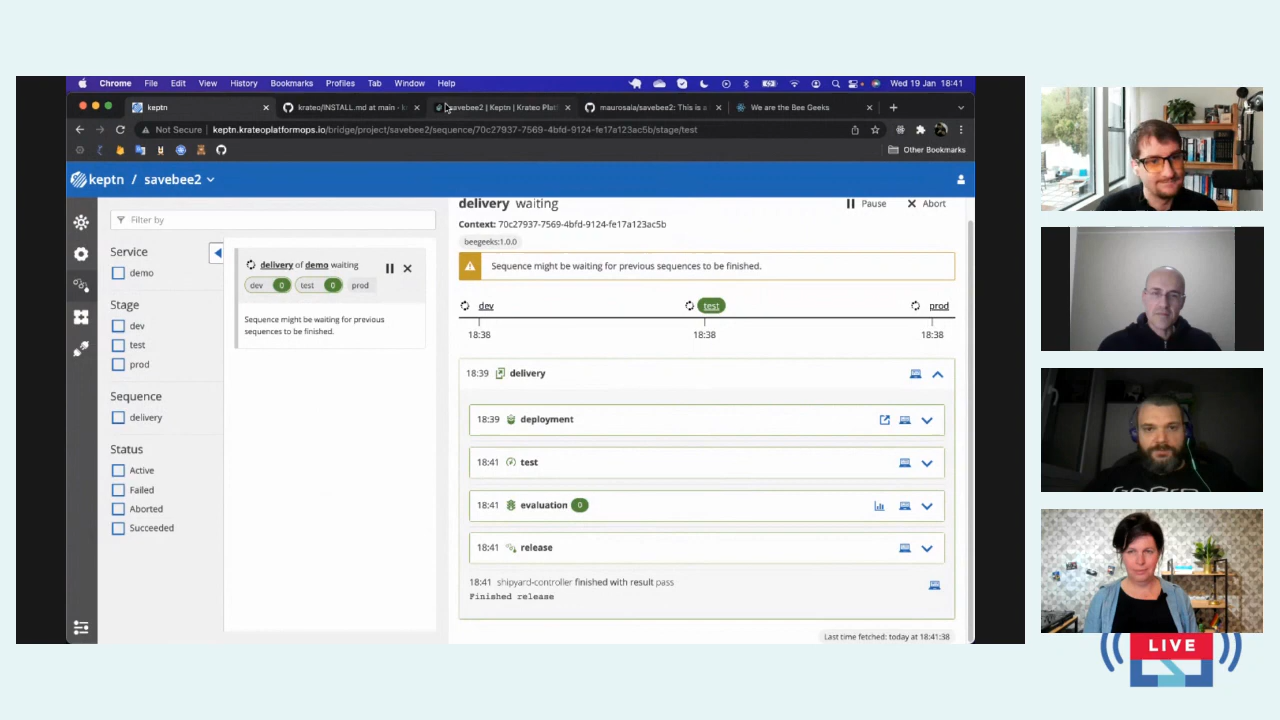 Chrome File Edit View History Bookmarks Profiles Tab Window Help Wed 19 Jan 18:41
keptn
krateo/INSTALL.md at main · k
savebee2 | Keptn | Krateo Plat
maurosala/savebee2: This is a
We are the Bee Geeks
Not Secure | keptn.krateoplatformops.io/bridge/project/savebee2/sequence/70c27937-7569-4bfd-9124-fe17a123ac5b/stage/test
Other Bookmarks
keptn / savebee2
Filter by
Service
demo
Stage
dev
test
prod
Sequence
delivery
Status
Active
Failed
Aborted
Succeeded
delivery of demo waiting
dev 0 test 0 prod
Sequence might be waiting for previous
sequences to be finished.
delivery waiting
Pause Abort
Context: 70c27937-7569-4bfd-9124-fe17a123ac5b
beegeeks:1.0.0
Sequence might be waiting for previous sequences to be finished.
dev test prod
18:38 18:38 18:38
18:39 delivery
18:39 deployment
18:41 test
18:41 evaluation 0
18:41 release
18:41 shipyard-controller finished with result pass
Finished release
Last time fetched: today at 18:41:38
LIVE